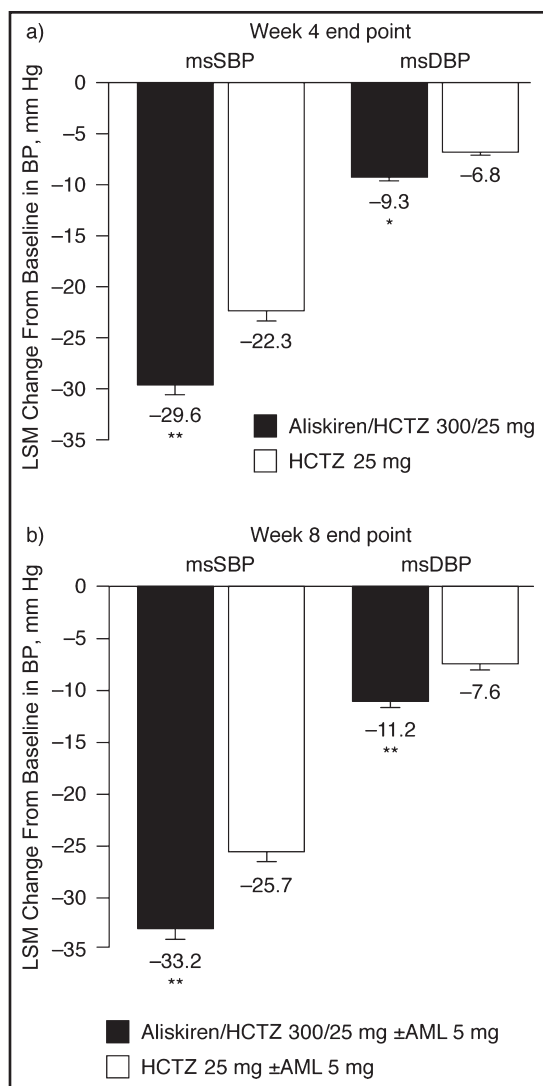 a)
Week 4 end point
msSBP
msDBP
LSM Change From Baseline in BP, mm Hg
0
−5
−10
−15
−20
−25
−30
−35
−29.6
**
−22.3
−9.3
*
−6.8
Aliskiren/HCTZ 300/25 mg
HCTZ 25 mg
b)
Week 8 end point
msSBP
msDBP
LSM Change From Baseline in BP, mm Hg
0
−5
−10
−15
−20
−25
−30
−35
−33.2
**
−25.7
−11.2
**
−7.6
Aliskiren/HCTZ 300/25 mg ±AML 5 mg
HCTZ 25 mg ±AML 5 mg